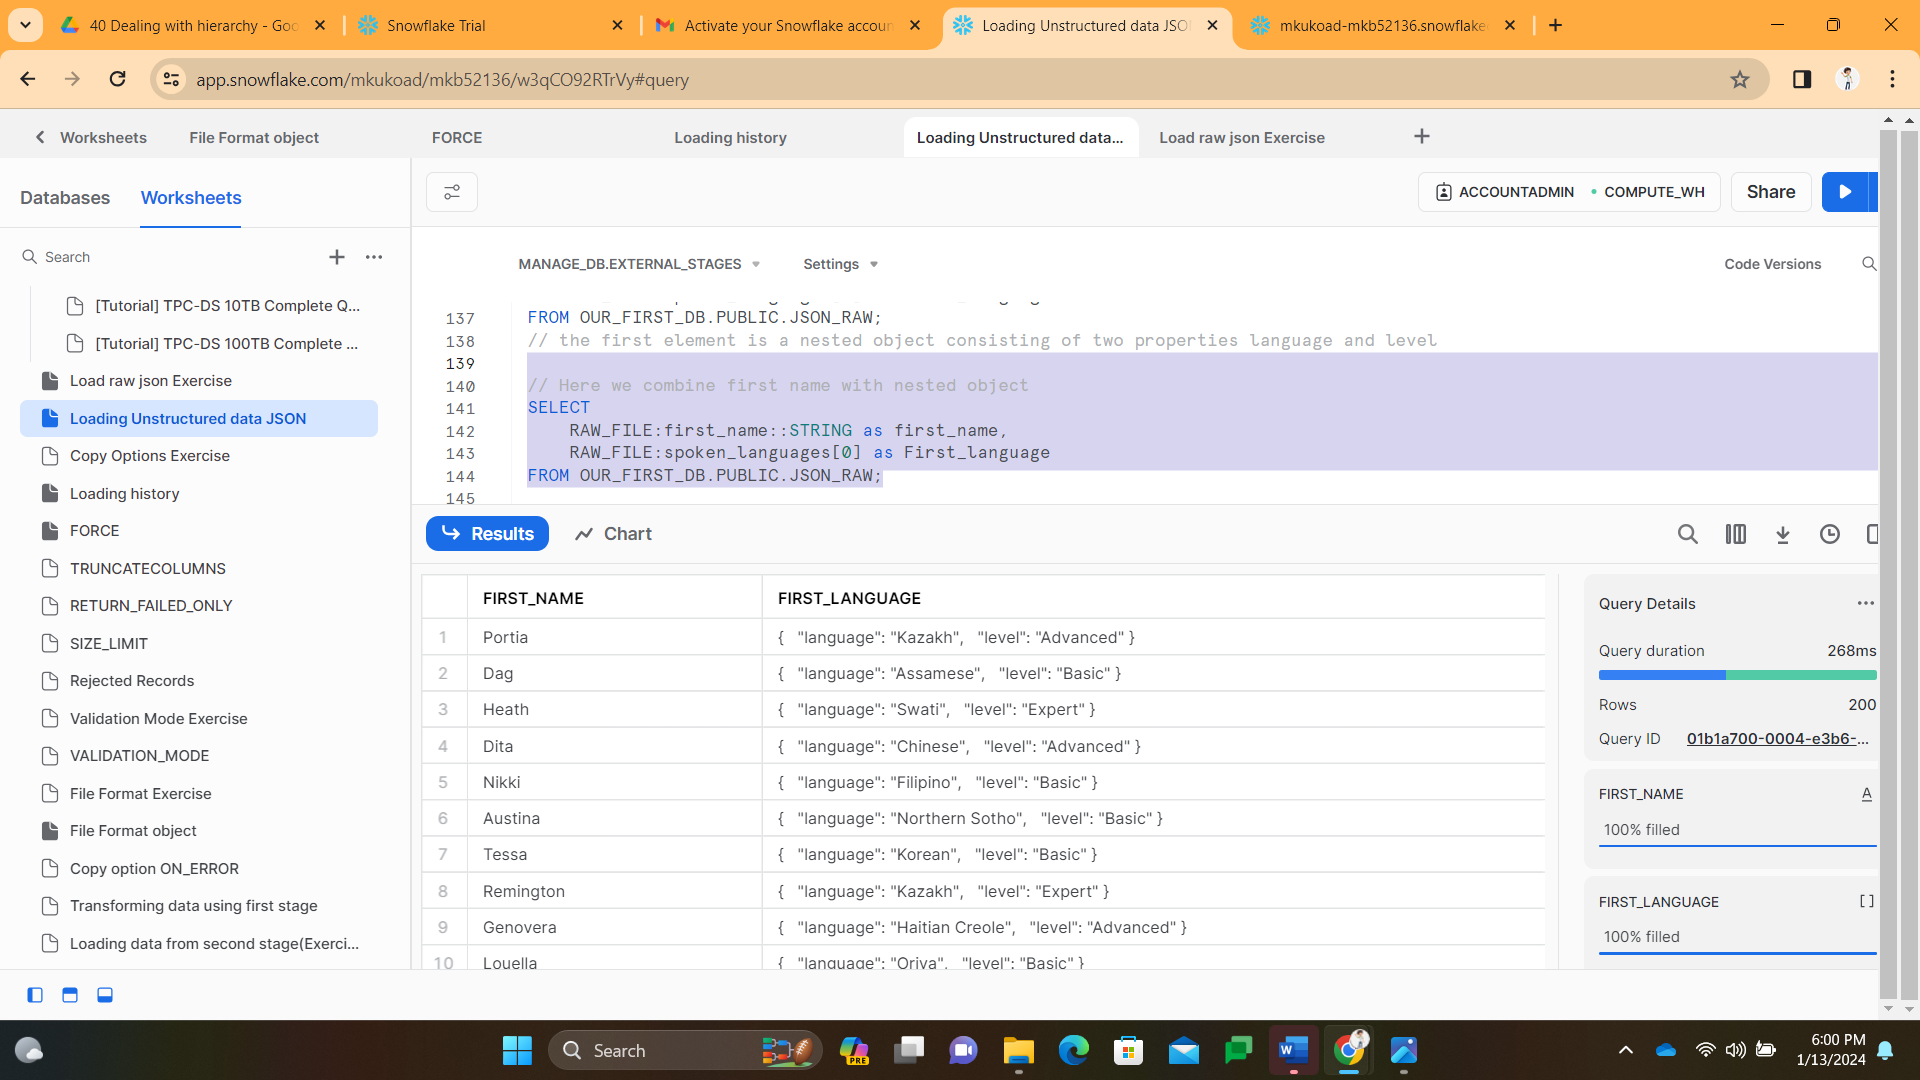 40 Dealing with hierarchy - Goo
Snowflake Trial
Activate your Snowflake accoun
Loading Unstructured data JSO
mkukoad-mkb52136.snowflake
app.snowflake.com/mkukoad/mkb52136/w3qCO92RTrVy#query
Worksheets
File Format object
FORCE
Loading history
Loading Unstructured data...
Load raw json Exercise
Databases
Worksheets
ACCOUNTADMIN
COMPUTE_WH
Share
Search
MANAGE_DB.EXTERNAL_STAGES
Settings
Code Versions
[Tutorial] TPC-DS 10TB Complete Q...
[Tutorial] TPC-DS 100TB Complete ...
Load raw json Exercise
Loading Unstructured data JSON
Copy Options Exercise
Loading history
FORCE
TRUNCATECOLUMNS
RETURN_FAILED_ONLY
SIZE_LIMIT
Rejected Records
Validation Mode Exercise
VALIDATION_MODE
File Format Exercise
File Format object
Copy option ON_ERROR
Transforming data using first stage
Loading data from second stage(Exerci...
137 FROM OUR_FIRST_DB.PUBLIC.JSON_RAW;
138 // the first element is a nested object consisting of two properties language and level
139
140 // Here we combine first name with nested object
141 SELECT
142 RAW_FILE:first_name::STRING as first_name,
143 RAW_FILE:spoken_languages[0] as First_language
144 FROM OUR_FIRST_DB.PUBLIC.JSON_RAW;
145
Results
Chart
FIRST_NAME FIRST_LANGUAGE
1 Portia { "language": "Kazakh", "level": "Advanced" }
2 Dag { "language": "Assamese", "level": "Basic" }
3 Heath { "language": "Swati", "level": "Expert" }
4 Dita { "language": "Chinese", "level": "Advanced" }
5 Nikki { "language": "Filipino", "level": "Basic" }
6 Austina { "language": "Northern Sotho", "level": "Basic" }
7 Tessa { "language": "Korean", "level": "Basic" }
8 Remington { "language": "Kazakh", "level": "Expert" }
9 Genovera { "language": "Haitian Creole", "level": "Advanced" }
10 Louella { "language": "Oriya", "level": "Basic" }
Query Details
Query duration 268ms
Rows 200
Query ID 01b1a700-0004-e3b6-...
FIRST_NAME A
100% filled
FIRST_LANGUAGE
100% filled
Search
PRE
6:00 PM
1/13/2024